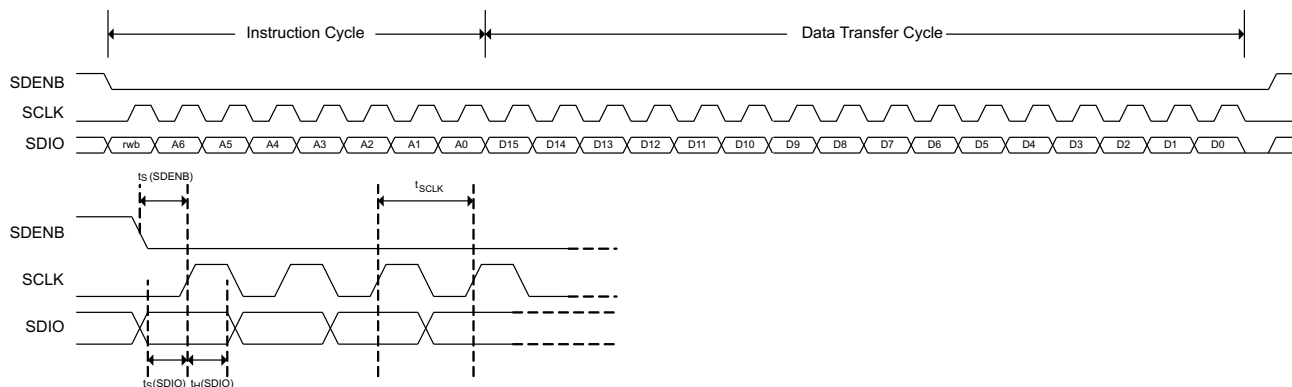 Instruction Cycle Data Transfer Cycle
SDENB
SCLK
SDIO rwb A6 A5 A4 A3 A2 A1 A0 D15 D14 D13 D12 D11 D10 D9 D8 D7 D6 D5 D4 D3 D2 D1 D0
tS (SDENB) tSCLK
SDENB
SCLK
SDIO
tS(SDIO) tH(SDIO)